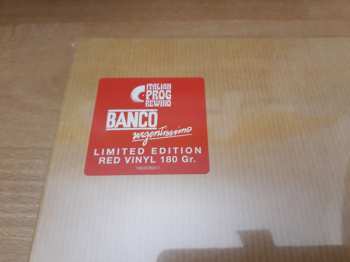 ITALIAN
PROG
REWIND
BANCO
urgentissimo
LIMITED EDITION
RED VINYL 180 Gr.